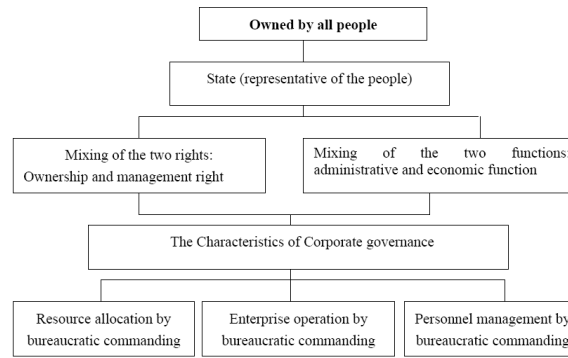 Owned by all people
State (representative of the people)
Mixing of the two rights:
Ownership and management right
Mixing of the two functions:
administrative and economic function
The Characteristics of Corporate governance
Resource allocation by
bureaucratic commanding
Enterprise operation by
bureaucratic commanding
Personnel management by
bureaucratic commanding